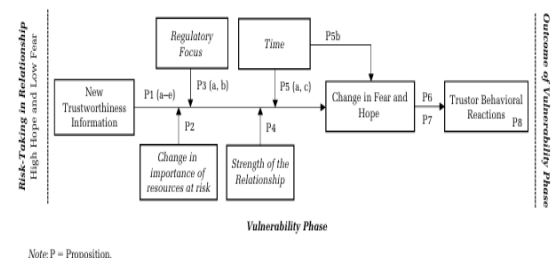 Risk-Taking in Relationship
High Hope and Low Fear
Regulatory
Focus
Time
P5b
Outcome of Vulnerability Phase
New
Trustworthiness
Information
P1 (a–e)
P3 (a, b)
P5 (a, c)
Change in Fear and
Hope
P6
P7
Trustor Behavioral
Reactions
P8
P2
P4
Change in
importance of
resources at risk
Strength of the
Relationship
Vulnerability Phase
Note: P = Proposition.